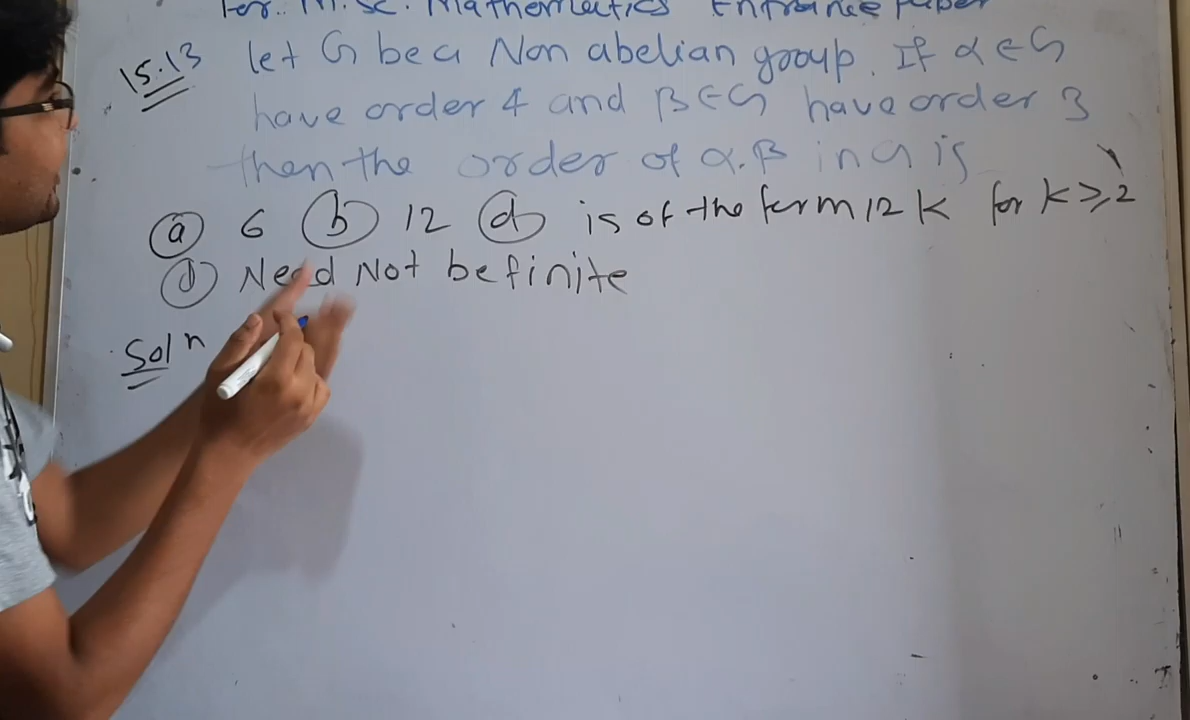 For M.Sc. Mathematics Entrance Paper
15.13 let G be a Non abelian group. If α ∈ G
have order 4 and β ∈ G have order 3
then the order of α.β in G is
(a) 6 (b) 12 (d) is of the form 12 K for K ≥ 2
(d) Need Not be finite
Solⁿ